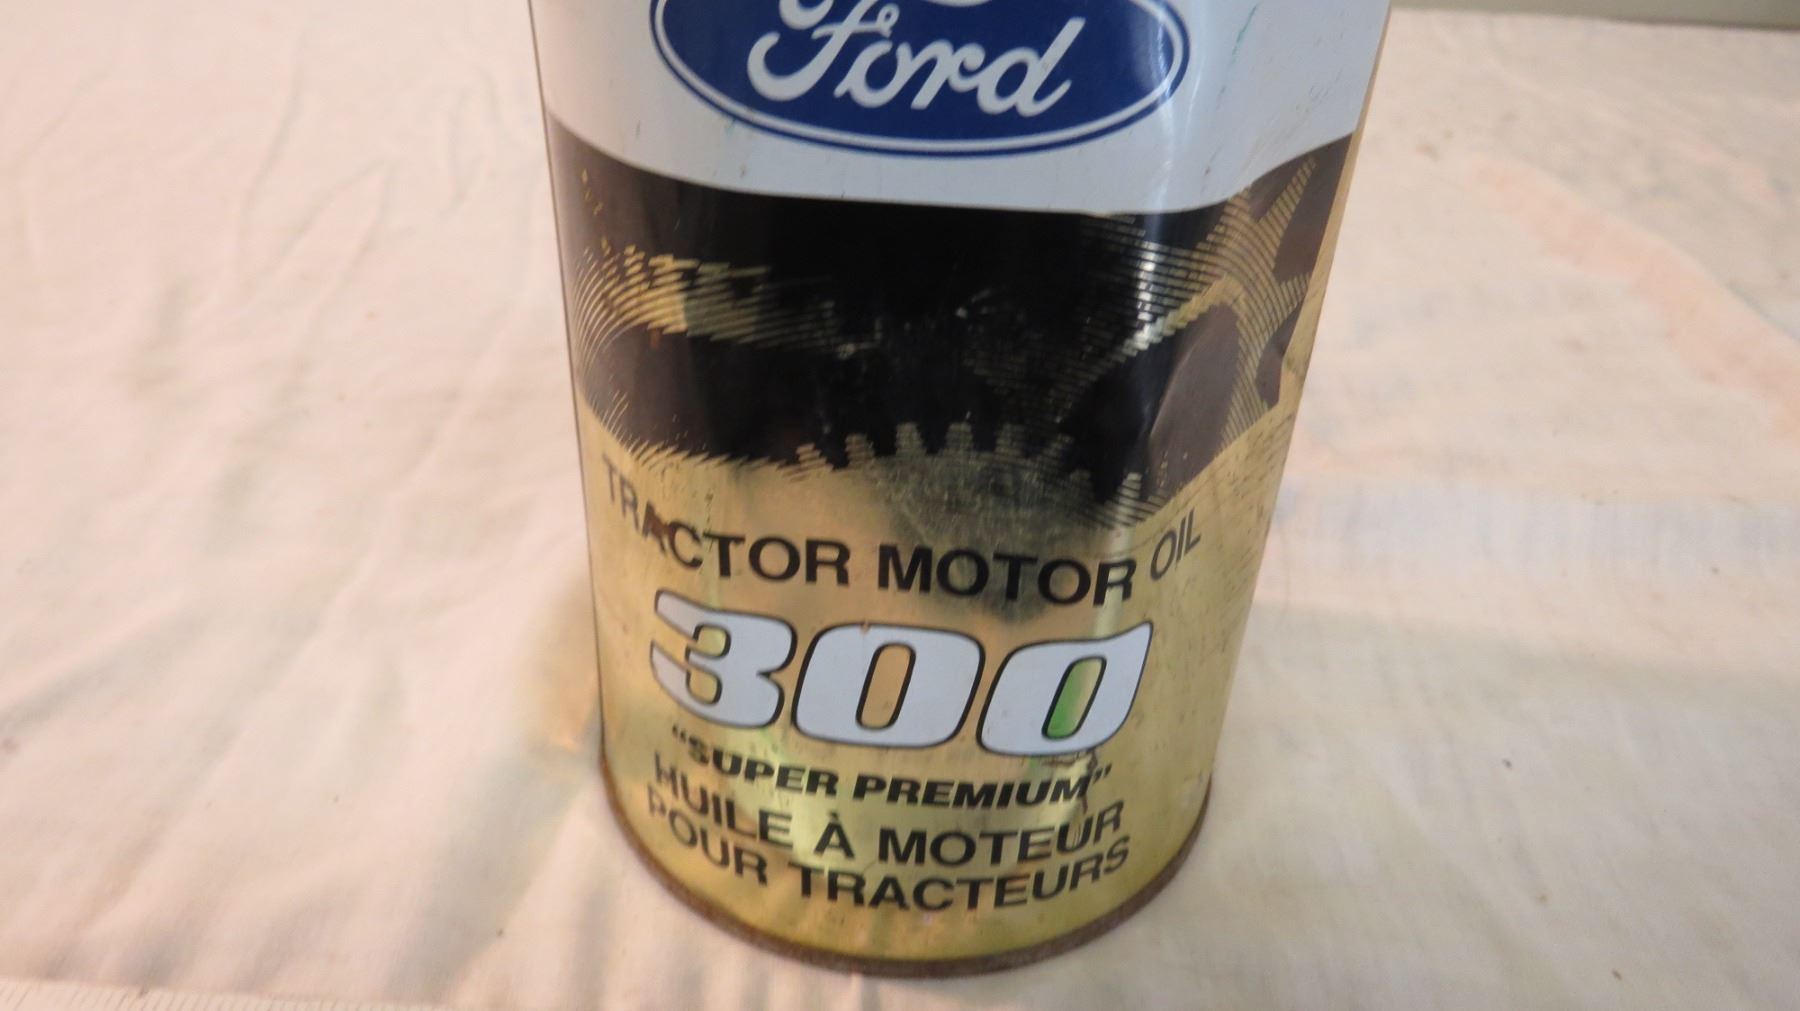 Ford
TRACTOR MOTOR OIL
300
"SUPER PREMIUM"
HUILE À MOTEUR
POUR TRACTEURS